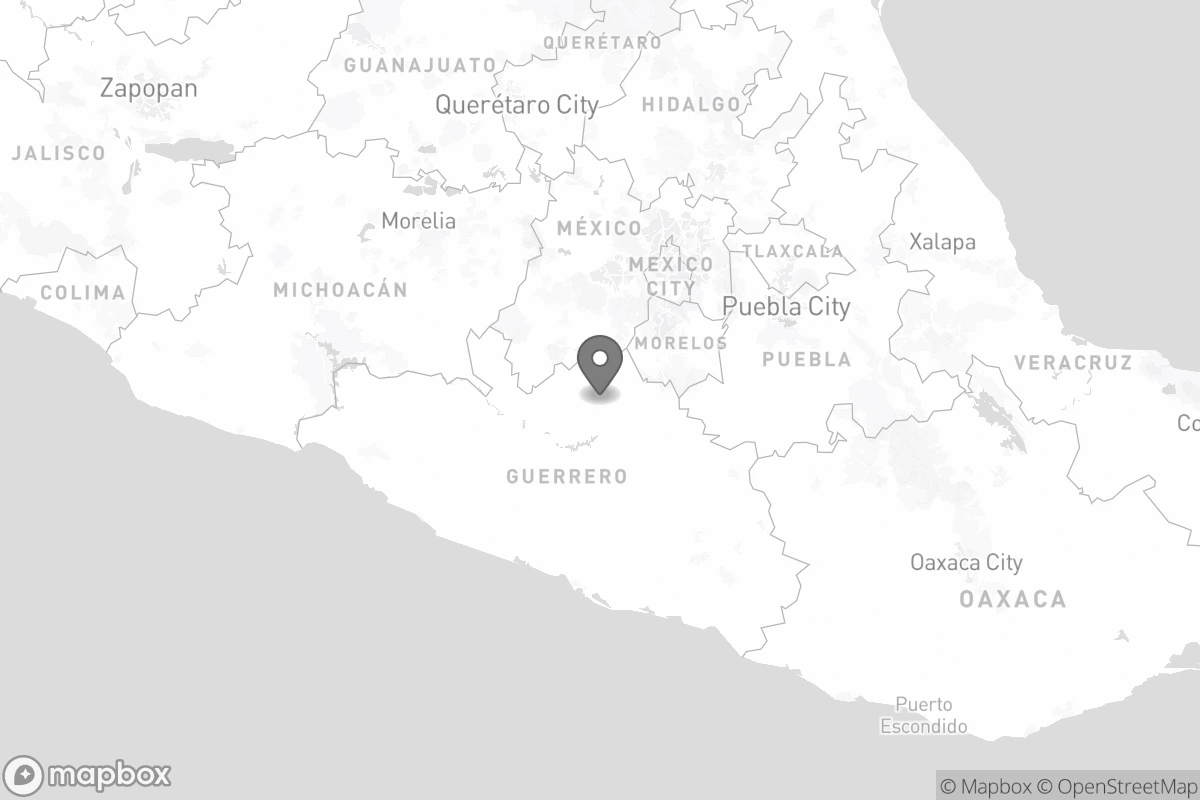 QUERÉTARO
GUANAJUATO
Zapopan
Querétaro City
HIDALGO
JALISCO
Morelia
MÉXICO
Xalapa
TLAXCALA
MEXICO
CITY
COLIMA
MICHOACÁN
Puebla City
MORELOS
PUEBLA
VERACRUZ
Co
GUERRERO
Oaxaca City
OAXACA
Puerto
Escondido
mapbox
© Mapbox © OpenStreetMap